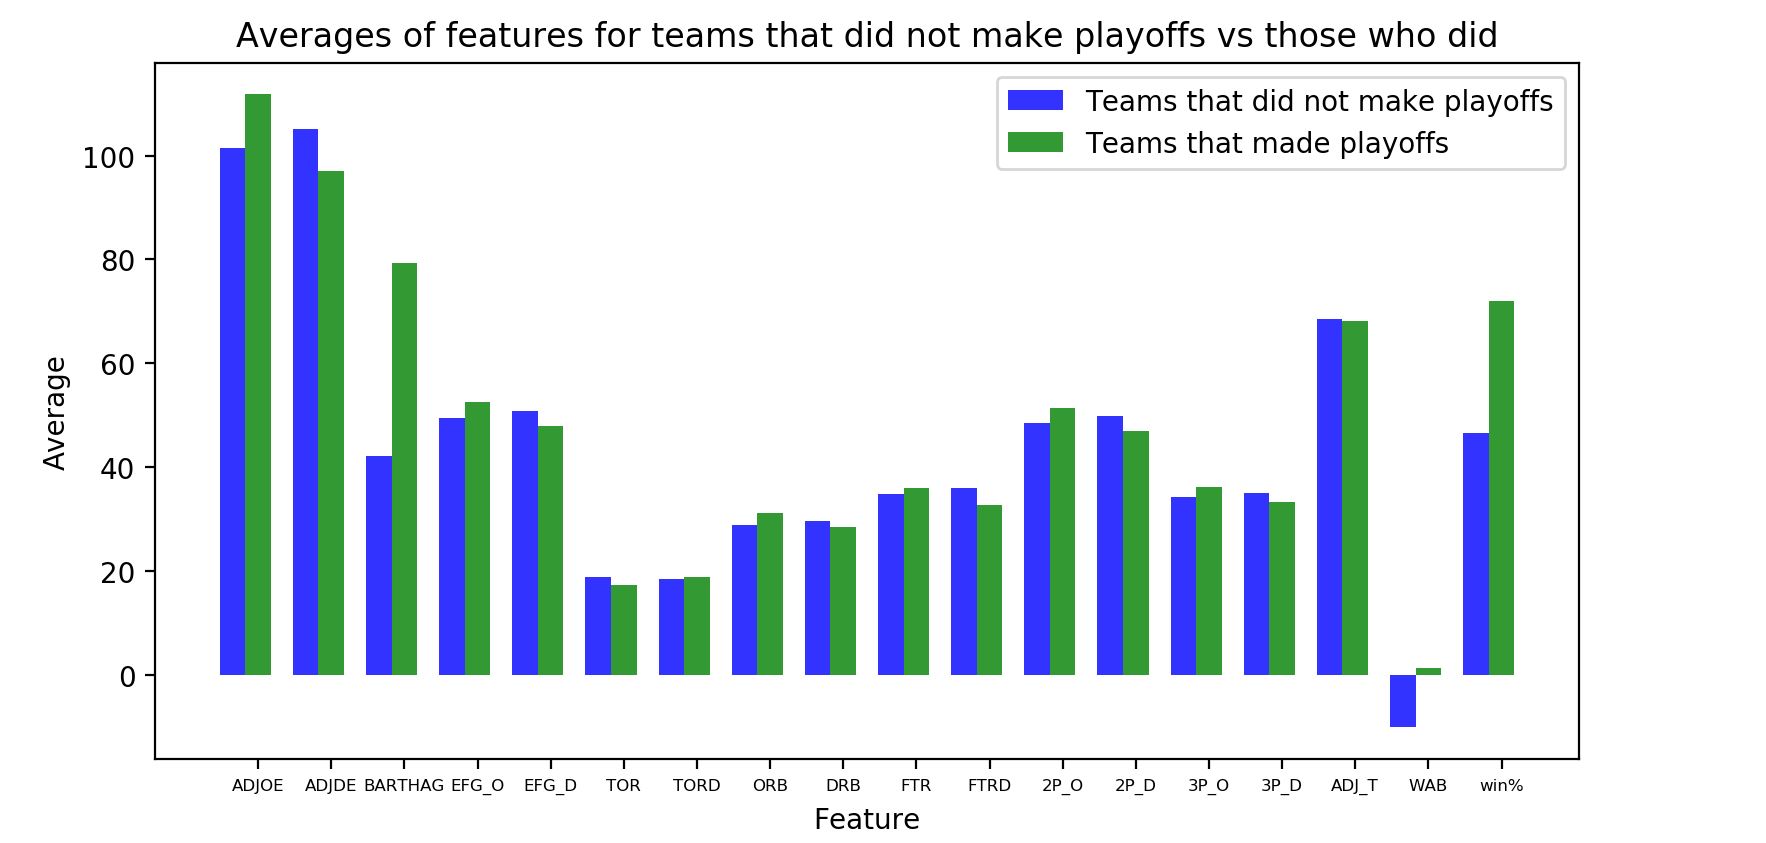 Averages of features for teams that did not make playoffs vs those who did
Teams that did not make playoffs
Teams that made playoffs
100
80
60
40
20
0
Average
ADJOE ADJDE BARTHAG EFG_O EFG_D TOR TORD ORB DRB FTR FTRD 2P_O 2P_D 3P_O 3P_D ADJ_T WAB win%
Feature